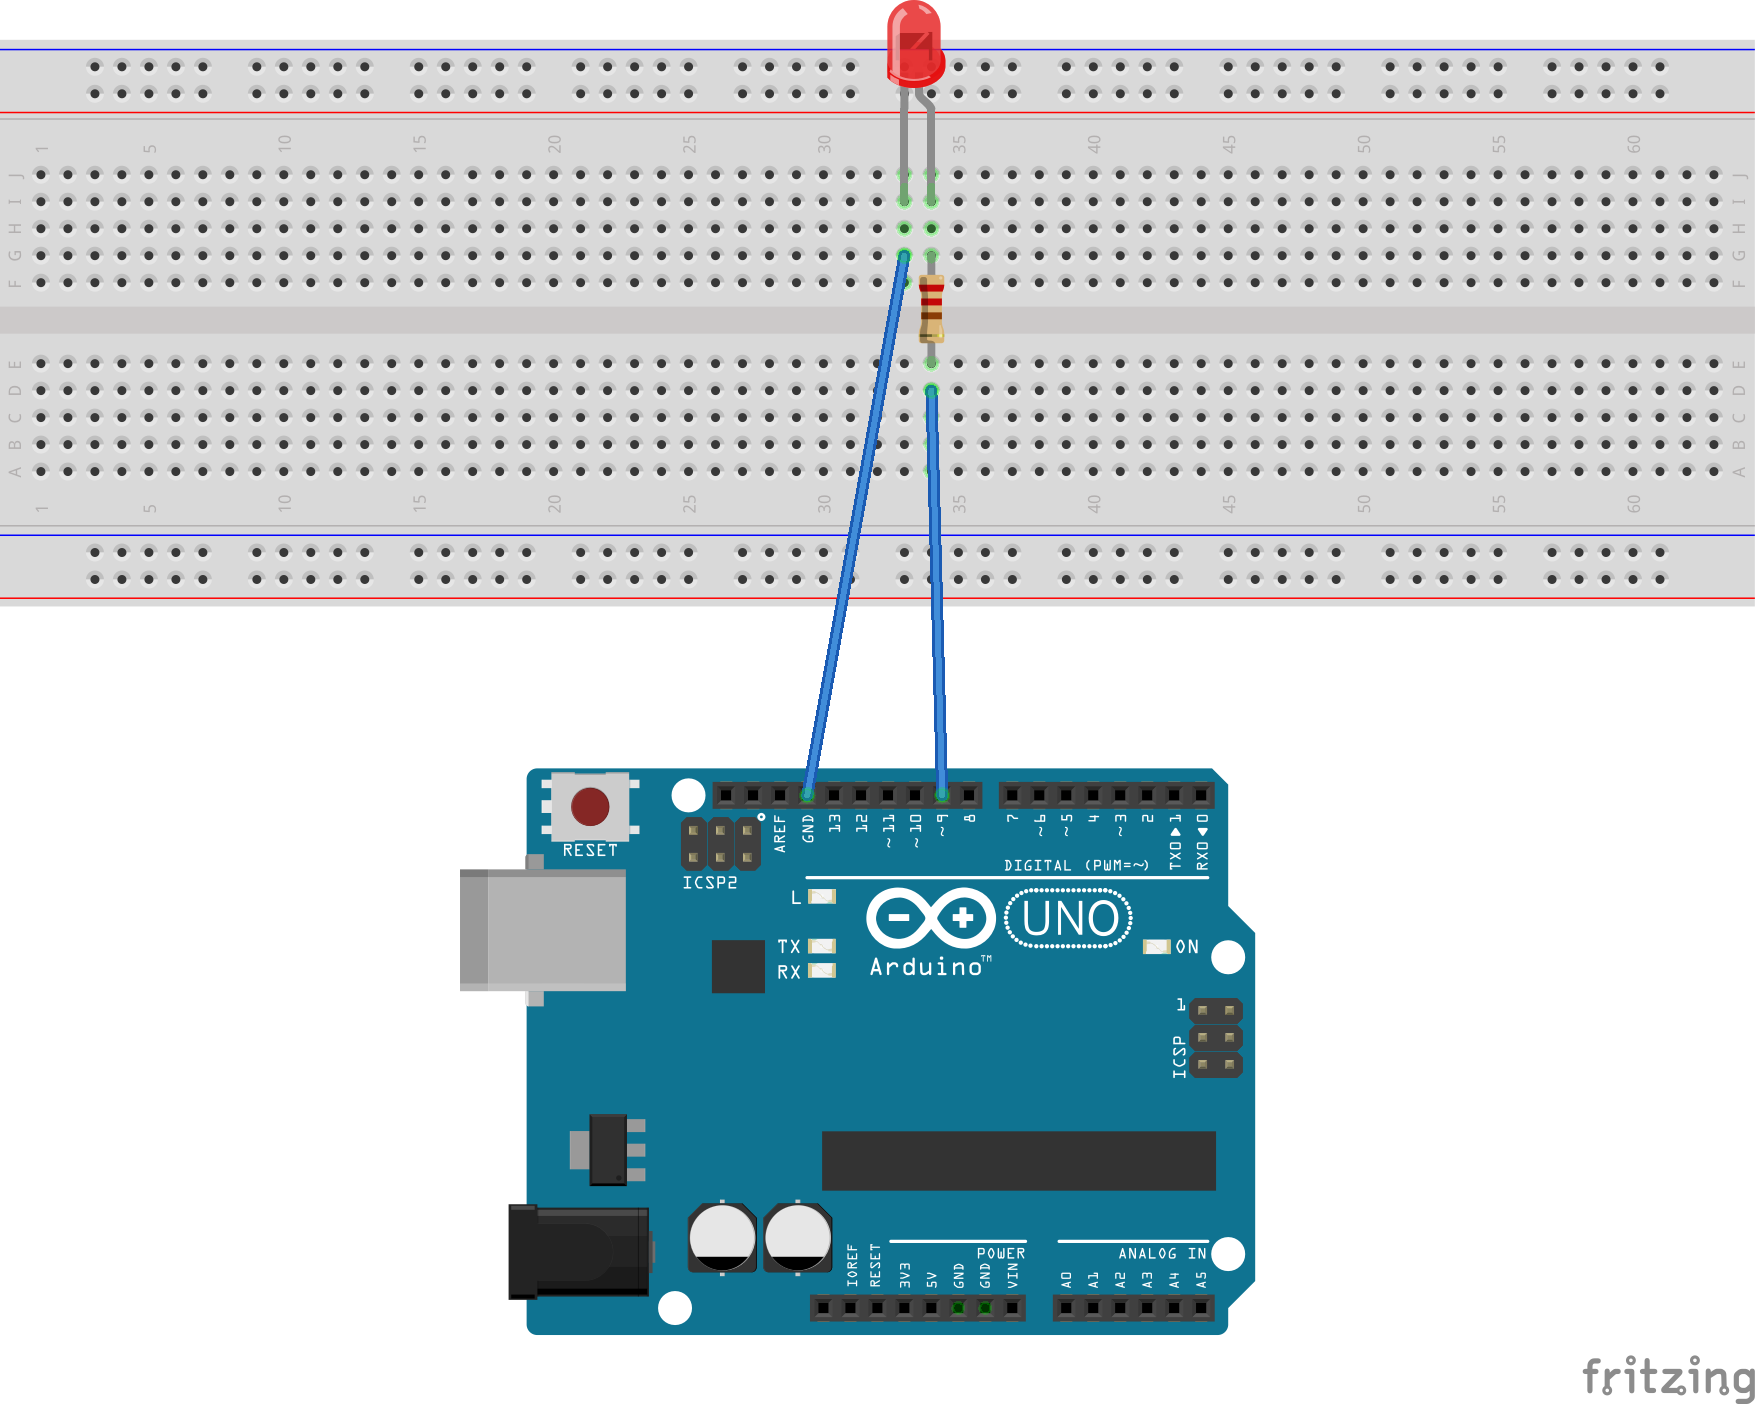 1 5 10 15 20 25 30 35 40 45 50 55 60
J J
I I
H H
G G
F F
E E
D D
C C
B B
A A
1 5 10 15 20 25 30 35 40 45 50 55 60
RESET
ICSP2
AREF
GND
13
12
~11
~10
~9
8
7
~6
~5
4
~3
2
TX0▶1
RX0◀0
DIGITAL (PWM=~)
L
TX
RX
UNO
Arduino™
ON
1
ICSP
POWER
ANALOG IN
IOREF
RESET
3V3
5V
GND
GND
VIN
A0
A1
A2
A3
A4
A5
fritzing